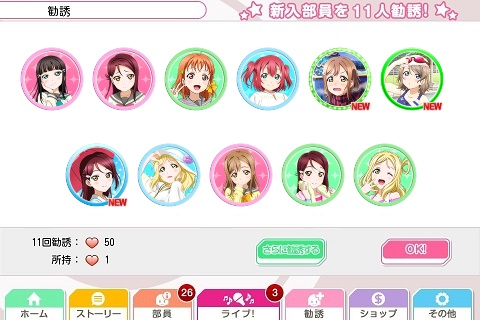 勧誘
新入部員を11人勧誘!
NEW
NEW
NEW
11回勧誘: 50
所持: 1
さらに勧誘する
OK!
26
3
ホーム
ストーリー
部員
ライブ!
勧誘
ショップ
その他